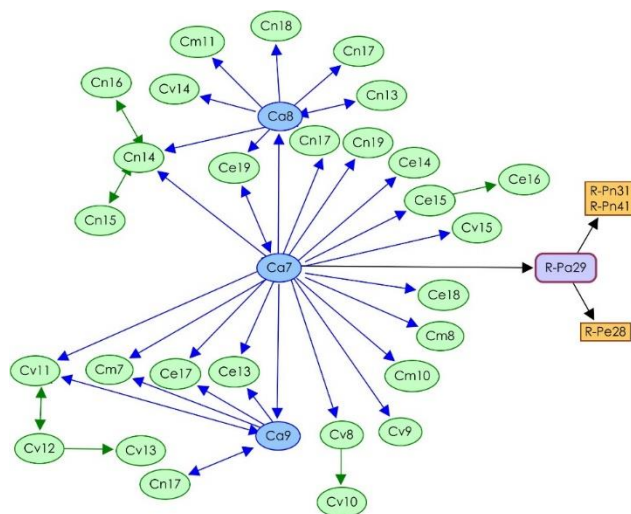 Cn18
Cm11
Cn17
Cn16
Cv14
Cn13
Ca8
Cn17
Cn19
Cn14
Ce19
Ce14
Ce15
Ce16
R-Pn31
R-Pn41
Cn15
Cv15
Ca7
R-Pa29
Ce18
Cm8
R-Pe28
Cv11
Cm7
Ce17
Ce13
Cm10
Cv12
Cv13
Ca9
Cv8
Cv9
Cn17
Cv10